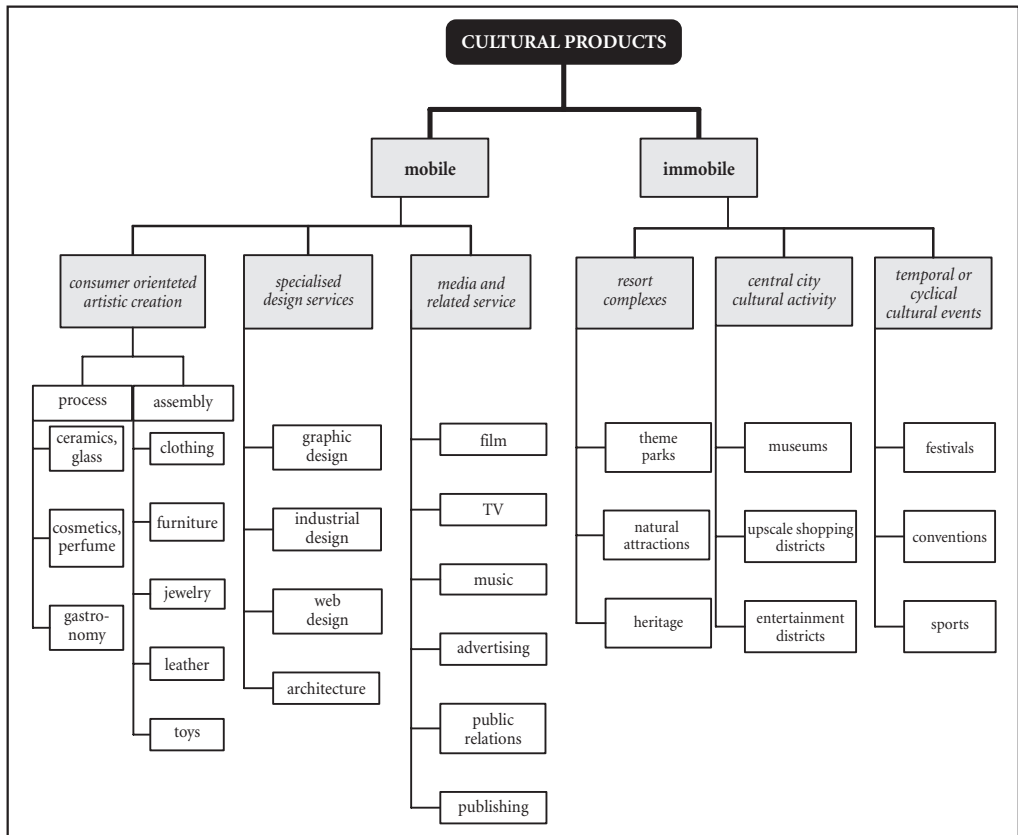 CULTURAL PRODUCTS
mobile
immobile
consumer orienteted
artistic creation
specialised
design services
media and
related service
resort
complexes
central city
cultural activity
temporal or
cyclical
cultural events
process
assembly
ceramics,
glass
cosmetics,
perfume
gastro-
nomy
clothing
furniture
jewelry
leather
toys
graphic
design
industrial
design
web
design
architecture
film
TV
music
advertising
public
relations
publishing
theme
parks
natural
attractions
heritage
museums
upscale shopping
districts
entertainment
districts
festivals
conventions
sports